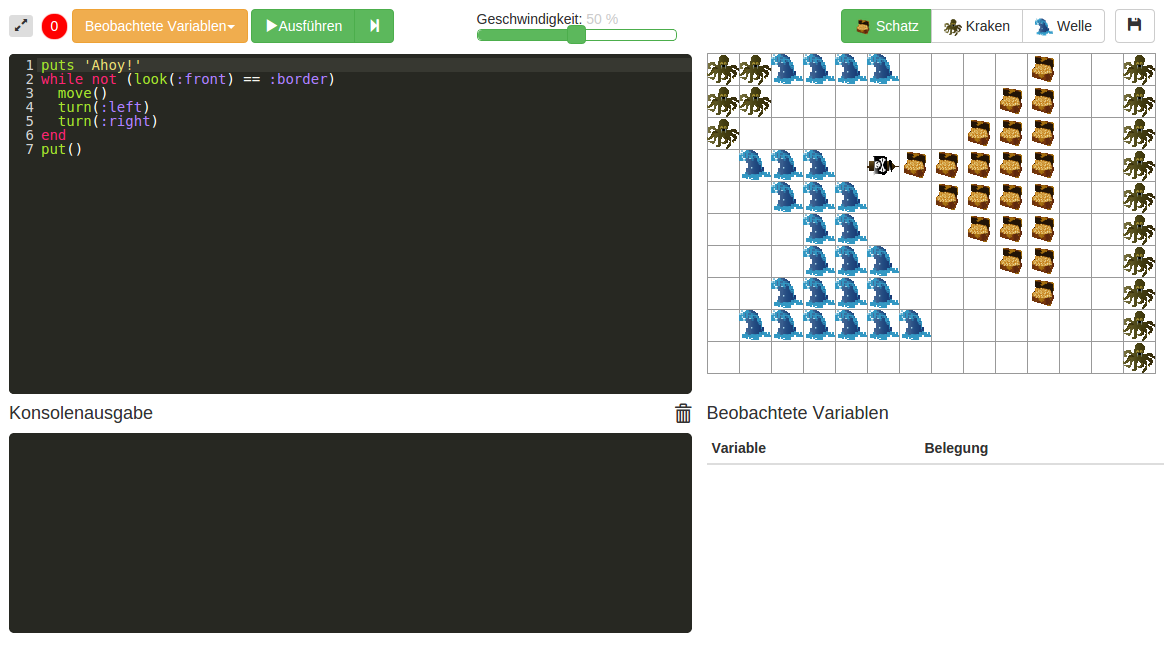 0 Beobachtete Variablen Ausführen Geschwindigkeit: 50 % Schatz Kraken Welle
1 puts 'Ahoy!'
2 while not (look(:front) == :border)
3   move()
4   turn(:left)
5   turn(:right)
6 end
7 put()
Konsolenausgabe
Beobachtete Variablen
Variable Belegung